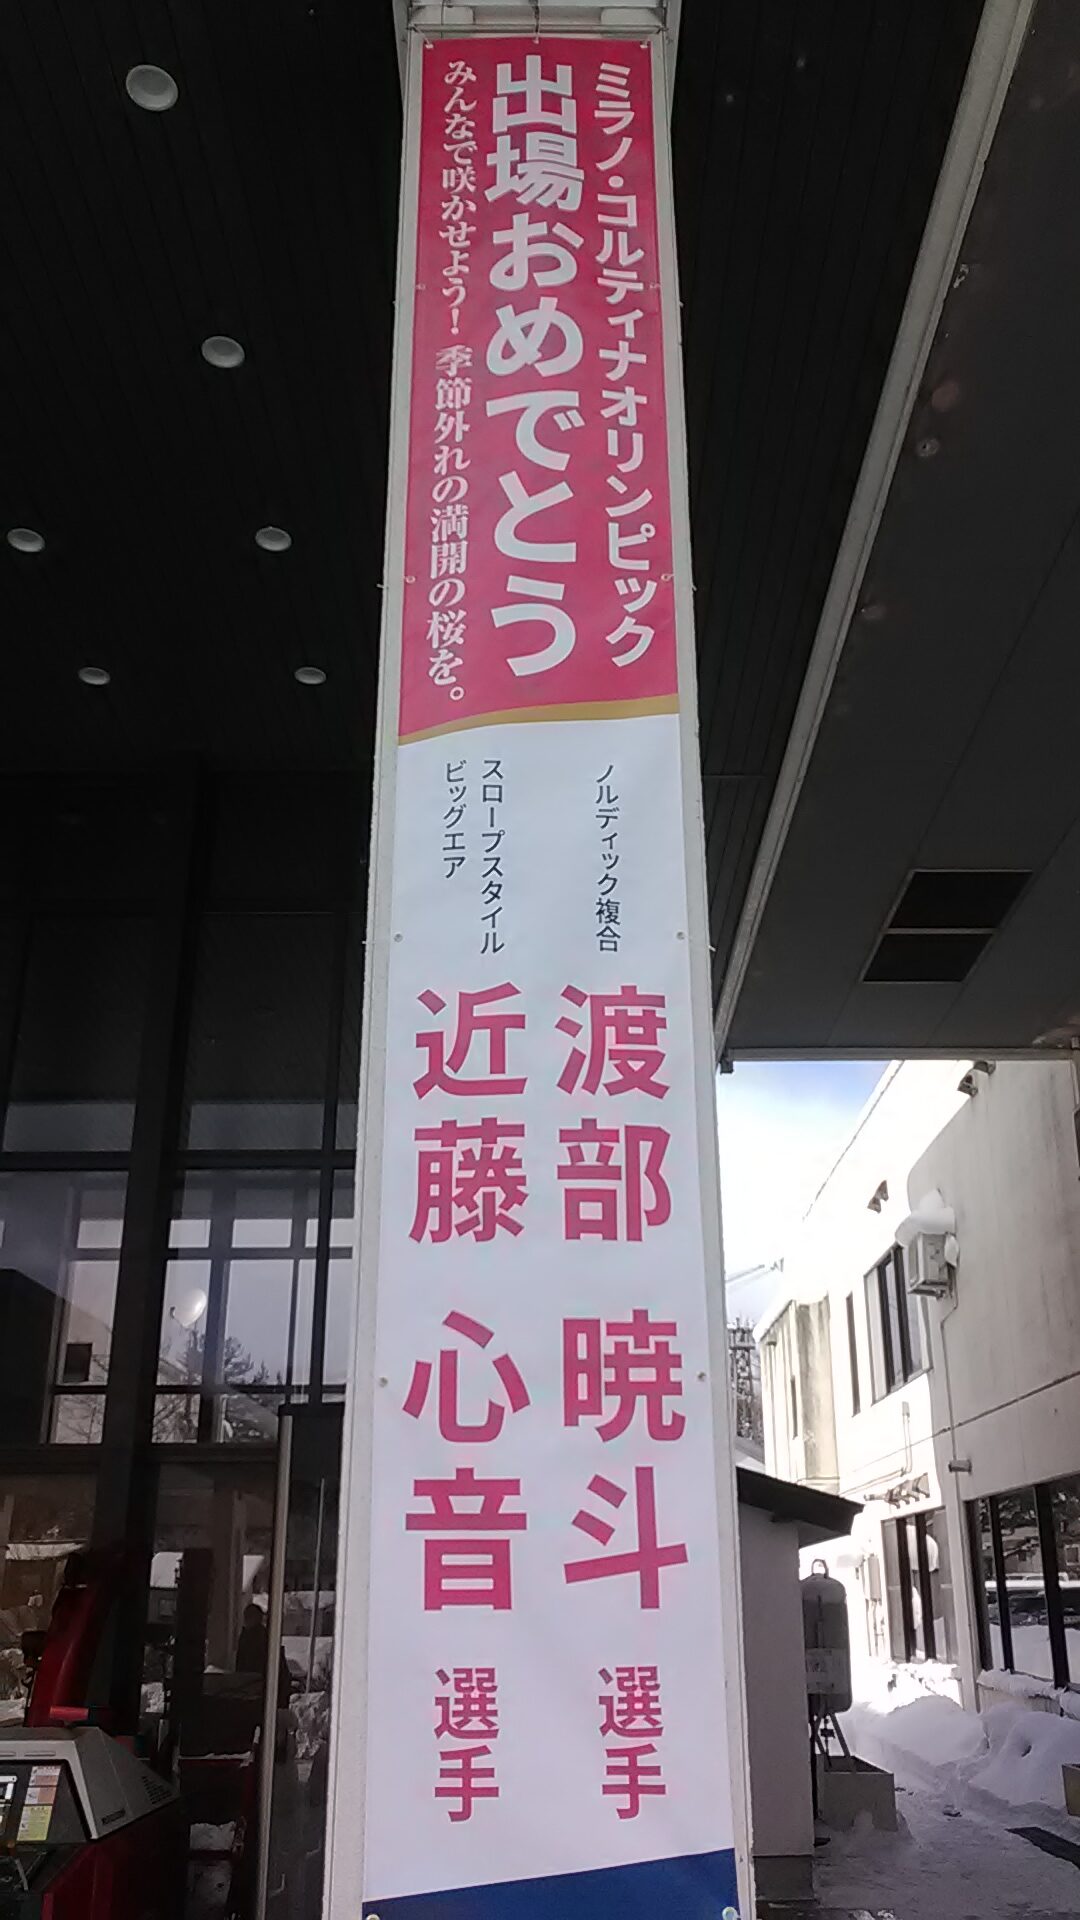 ミラノ・コルティナオリンピック
出場おめでとう
みんなで咲かせよう！季節外れの満開の桜を。
ノルディック複合
渡部 暁斗 選手
スロープスタイル
ビッグエア
近藤 心音 選手